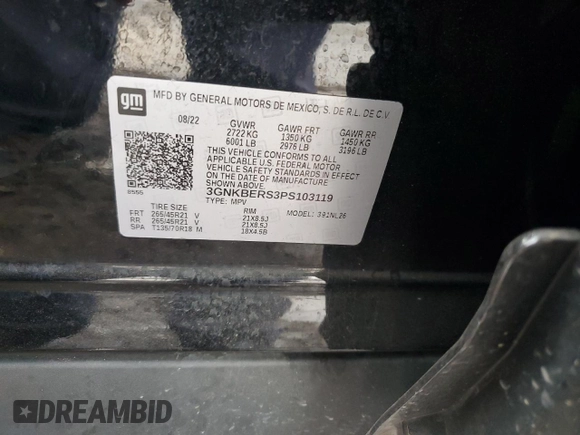 gm
MFD BY GENERAL MOTORS DE MEXICO, S. DE R.L. DE C.V.
08/22 GVWR GAWR FRT GAWR RR
2722 KG 1350 KG 1450 KG
6001 LB 2976 LB 3196 LB
THIS VEHICLE CONFORMS TO ALL
APPLICABLE U.S. FEDERAL MOTOR
VEHICLE SAFETY STANDARDS IN EFFECT
ON THE DATE OF MANUFACTURE
SHOWN ABOVE.
3GNKBERS3PS103119
TYPE: MPV MODEL: 391NL26
TIRE SIZE RIM
FRT 265/45R21 V 21X8.5J
RR 265/45R21 V 21X8.5J
SPA T135/70R18 M 18X4.5B
DREAMBID